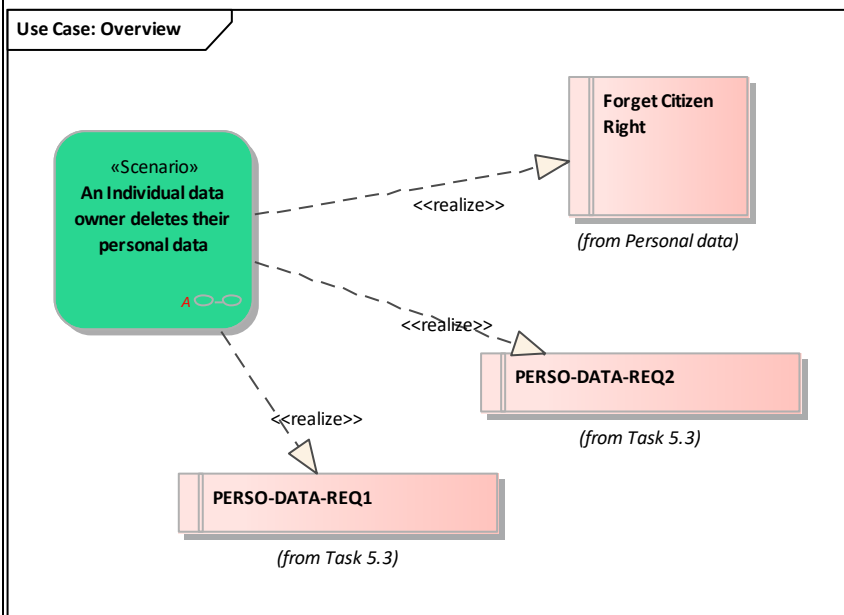 Use Case: Overview
Forget Citizen
Right
«Scenario»
An Individual data
owner deletes their
personal data
A
<<realize>>
(from Personal data)
<<realize>>
PERSO-DATA-REQ2
(from Task 5.3)
<<realize>>
PERSO-DATA-REQ1
(from Task 5.3)